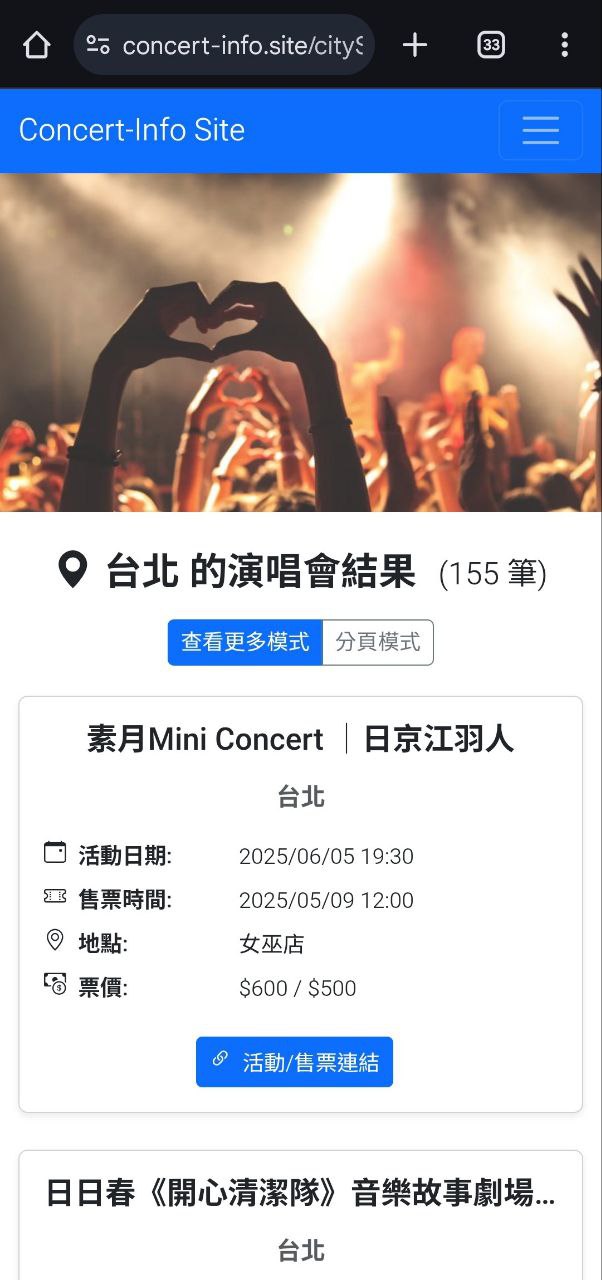 concert-info.site/city
33
Concert-Info Site
台北 的演唱會結果 (155 筆)
查看更多模式 分頁模式
素月Mini Concert ｜日京江羽人
台北
活動日期: 2025/06/05 19:30
售票時間: 2025/05/09 12:00
地點: 女巫店
票價: $600 / $500
活動/售票連結
日日春《開心清潔隊》音樂故事劇場...
台北